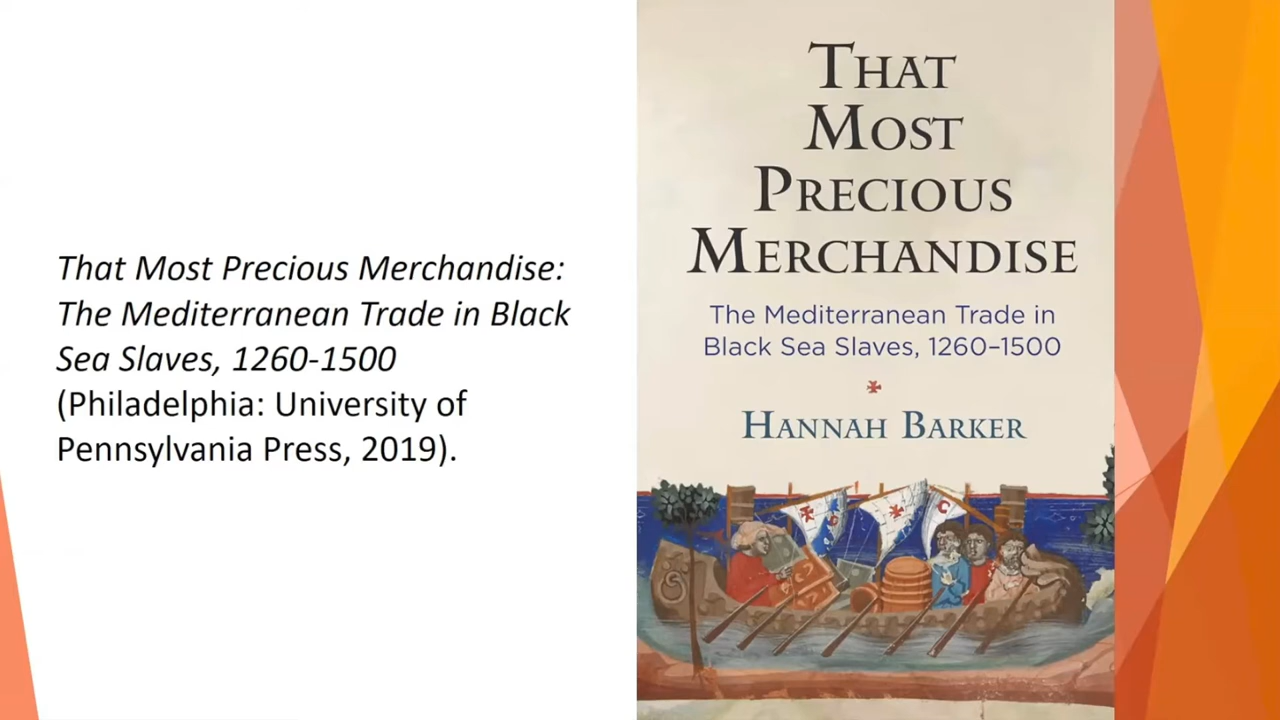 That Most Precious Merchandise:
The Mediterranean Trade in Black
Sea Slaves, 1260-1500
(Philadelphia: University of
Pennsylvania Press, 2019).
THAT
MOST
PRECIOUS
MERCHANDISE
The Mediterranean Trade in
Black Sea Slaves, 1260–1500
HANNAH BARKER